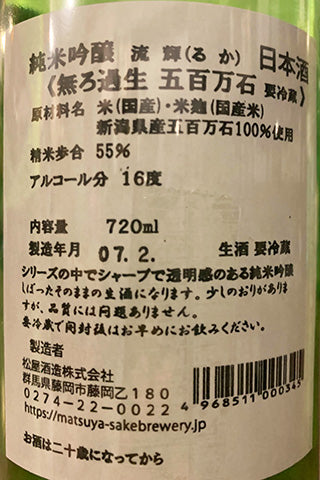 純米吟醸 流輝(るか) 日本酒
《無ろ過生 五百万石 要冷蔵》
原材料名 米(国産)・米麹(国産米)
新潟県産五百万石100%使用
精米歩合 55%
アルコール分 16度
内容量 720ml
製造年月 07.2. 生酒 要冷蔵
シリーズの中でシャープで透明感のある純米吟醸
しぼったそのままの生酒になります。少しのおりがありま
すが、品質には問題ありません。
要冷蔵で開封後はお早めにお飲みください。
製造者
松屋酒造株式会社
群馬県藤岡市藤岡乙180
0274-22-0022
https://matsuya-sakebrewery.jp
4968511000345
お酒は二十歳になってから